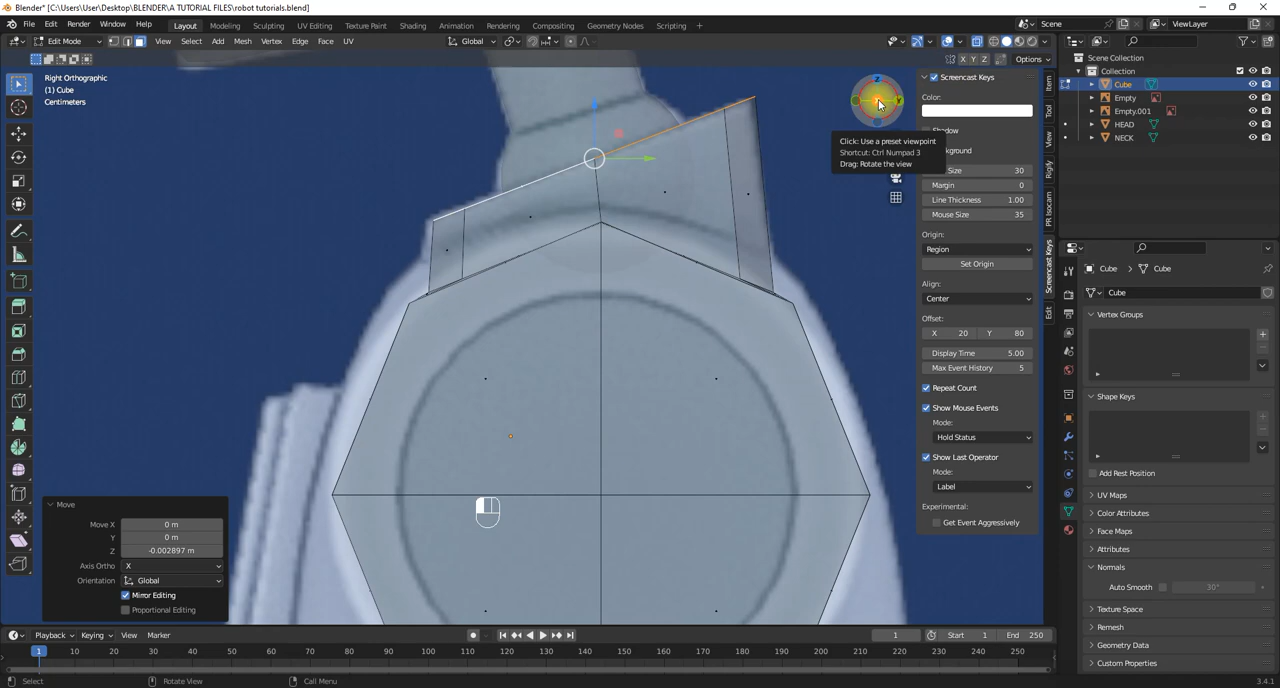 Blender* [C:\Users\User\Desktop\BLENDER\A TUTORIAL FILES\robot tutorials.blend]
File Edit Render Window Help Layout Modeling Sculpting UV Editing Texture Paint Shading Animation Rendering Compositing Geometry Nodes Scripting + Scene ViewLayer
Edit Mode View Select Add Mesh Vertex Edge Face UV Global
X Y Z Options
Right Orthographic
(1) Cube
Centimeters
Z
Y
Click: Use a preset viewpoint
Shortcut: Ctrl Numpad 3
Drag: Rotate the view
Screencast Keys
Color:
Shadow
Size 30
Margin 0
Line Thickness 1.00
Mouse Size 35
Origin:
Region
Set Origin
Align:
Center
Offset:
X 20 Y 80
Display Time 5.00
Max Event History 5
Repeat Count
Show Mouse Events
Mode:
Hold Status
Show Last Operator
Mode:
Label
Experimental:
Get Event Aggressively
Item
Tool
View
Rigify
PR Isocam
Screencast Keys
Edit
Scene Collection
Collection
Cube
Empty
Empty.001
HEAD
NECK
Cube Cube
Cube
Vertex Groups
Shape Keys
Add Rest Position
UV Maps
Color Attributes
Face Maps
Attributes
Normals
Auto Smooth 30°
Texture Space
Remesh
Geometry Data
Custom Properties
Move
Move X 0 m
Y 0 m
Z -0.002897 m
Axis Ortho X
Orientation Global
Mirror Editing
Proportional Editing
Playback Keying View Marker 1 Start 1 End 250
1 10 20 30 40 50 60 70 80 90 100 110 120 130 140 150 160 170 180 190 200 210 220 230 240 250
Select Rotate View Call Menu 3.4.1